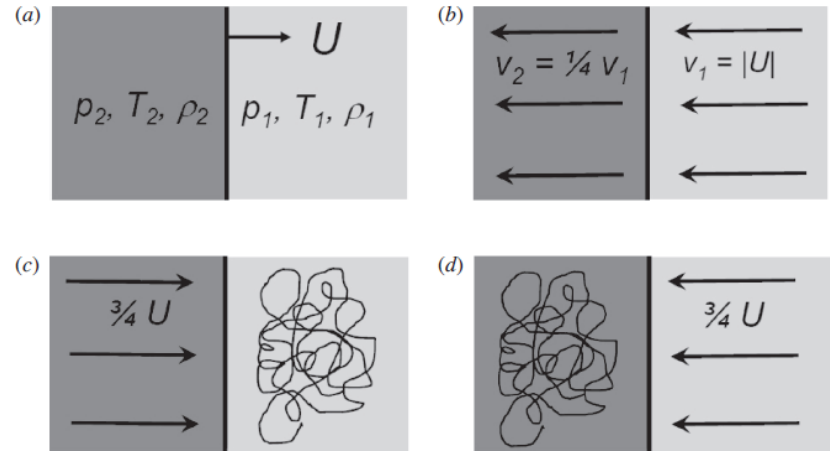 (a)
U
p₂, T₂, ρ₂
p₁, T₁, ρ₁
(b)
v₂ = ¼ v₁
v₁ = |U|
(c)
¾ U
(d)
¾ U